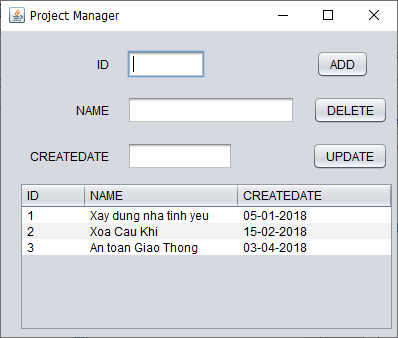 Project Manager
ID ADD
NAME DELETE
CREATEDATE UPDATE
ID NAME CREATEDATE
1 Xay dung nha tinh yeu 05-01-2018
2 Xoa Cau Khi 15-02-2018
3 An toan Giao Thong 03-04-2018